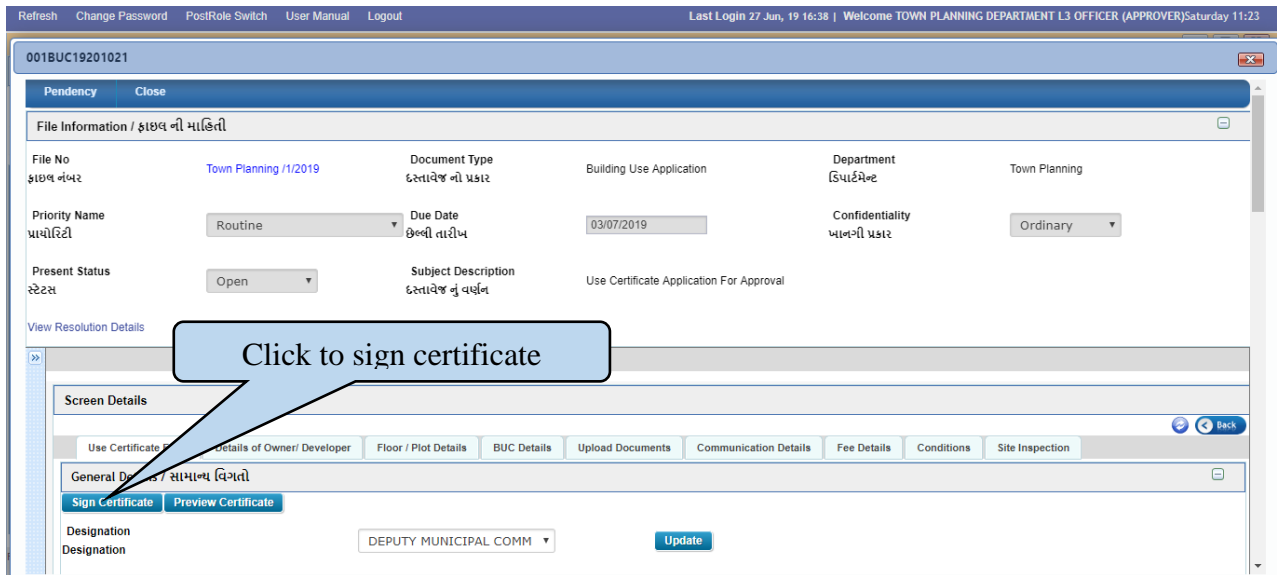 Refresh Change Password PostRole Switch User Manual Logout Last Login 27 Jun, 19 16:38 | Welcome TOWN PLANNING DEPARTMENT L3 OFFICER (APPROVER)Saturday 11:23
001BUC19201021
Pendency Close
File Information / ફાઇલ ની માહિતી
File No Town Planning /1/2019 Document Type Building Use Application Department Town Planning
ફાઇલ નંબર દસ્તાવેજ નો પ્રકાર ડિપાર્ટમેન્ટ
Priority Name Routine Due Date 03/07/2019 Confidentiality Ordinary
પ્રાયોરિટી છેલ્લી તારીખ ખાનગી પ્રકાર
Present Status Open Subject Description Use Certificate Application For Approval
સ્ટેટસ દસ્તાવેજ નું વર્ણન
View Resolution Details
Click to sign certificate
Screen Details
Back
Use Certificate Details of Owner/ Developer Floor / Plot Details BUC Details Upload Documents Communication Details Fee Details Conditions Site Inspection
General Details / સામાન્ય વિગતો
Sign Certificate Preview Certificate
Designation DEPUTY MUNICIPAL COMM Update
Designation